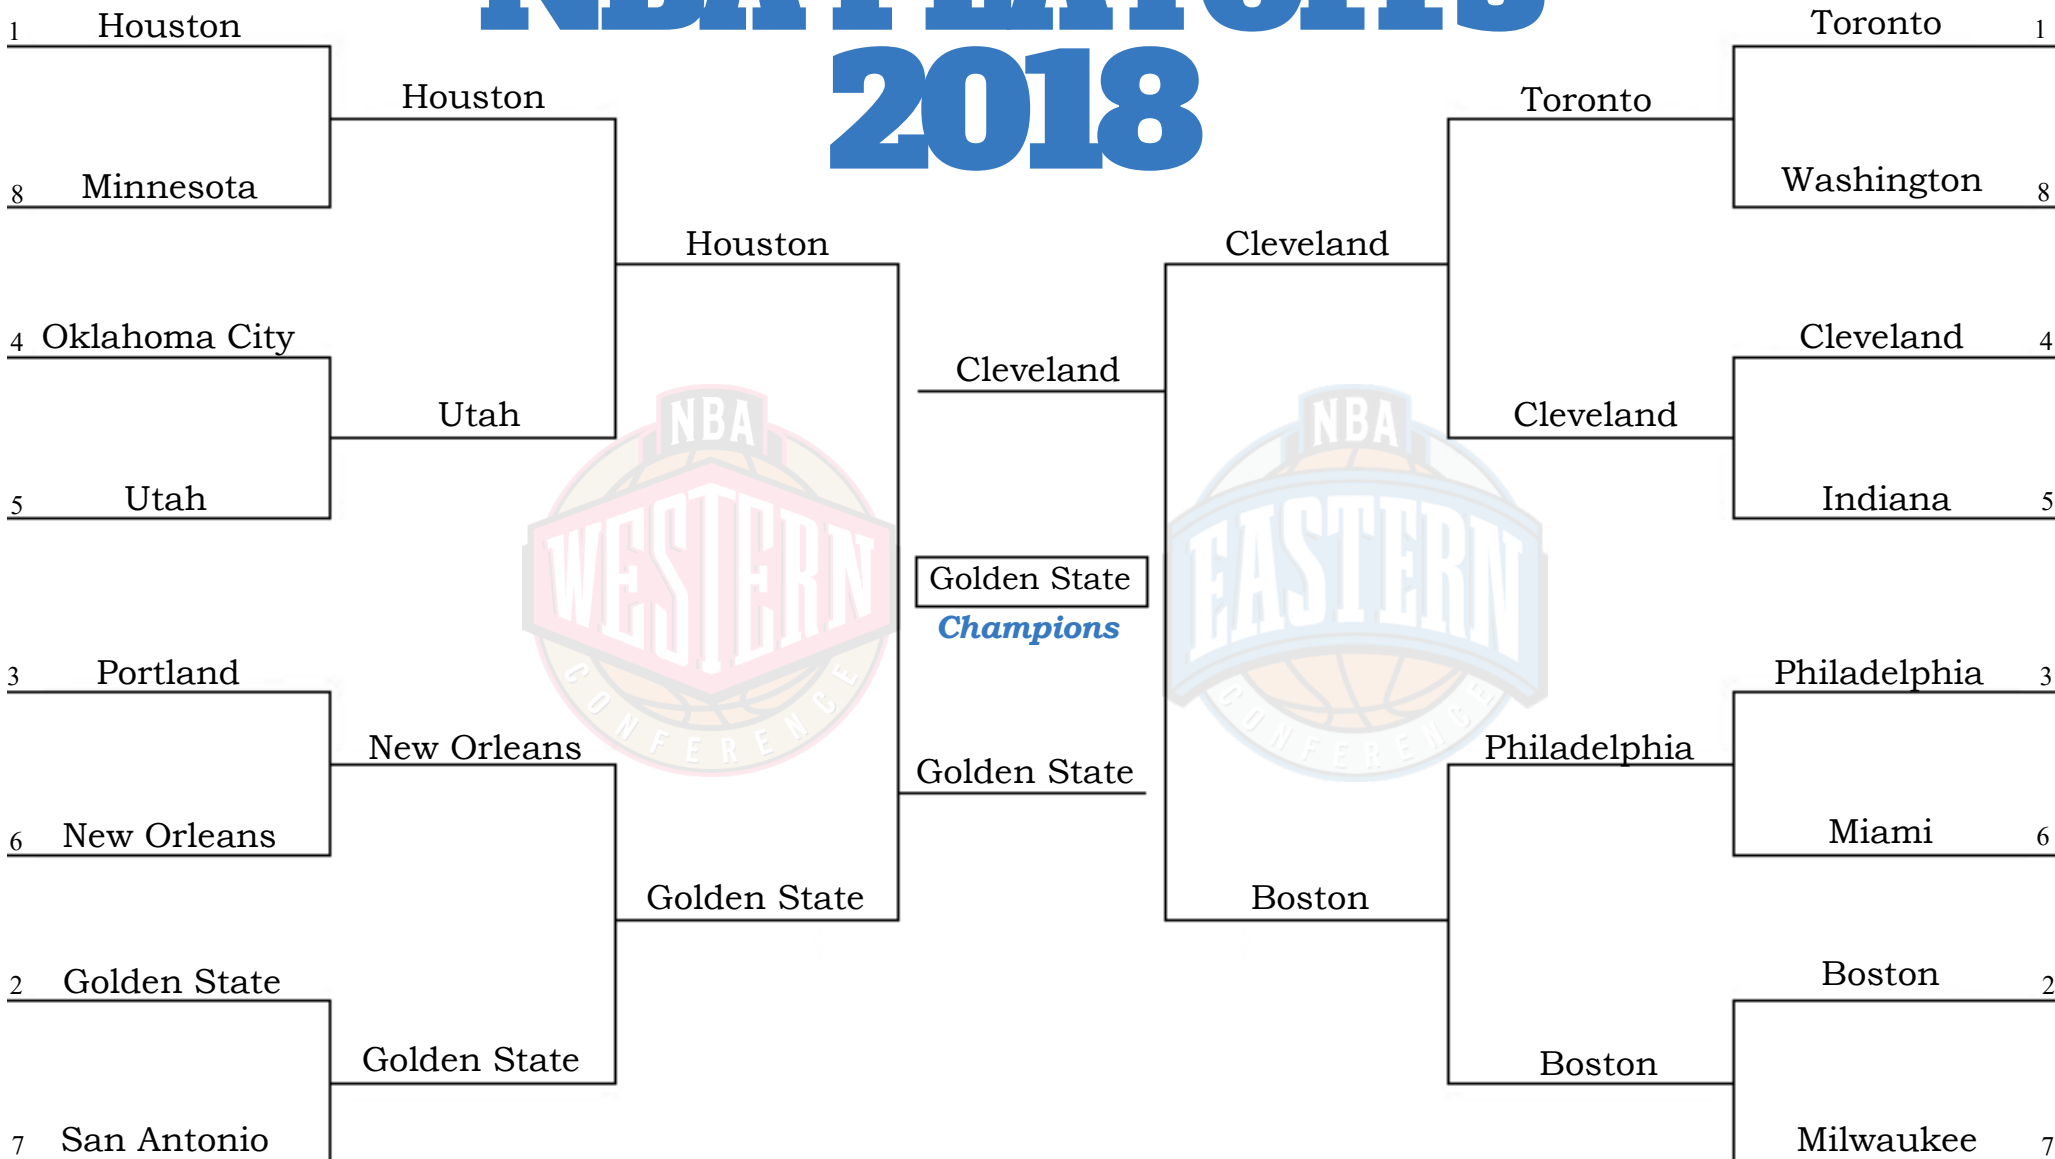 NBA PLAYOFFS
2018
1 Houston
8 Minnesota
4 Oklahoma City
5 Utah
3 Portland
6 New Orleans
2 Golden State
7 San Antonio
Houston
Utah
New Orleans
Golden State
Houston
Golden State
Cleveland
Golden State
Champions
Golden State
NBA
WESTERN
CONFERENCE
NBA
EASTERN
CONFERENCE
Cleveland
Boston
Toronto
Cleveland
Philadelphia
Boston
Toronto 1
Washington 8
Cleveland 4
Indiana 5
Philadelphia 3
Miami 6
Boston 2
Milwaukee 7